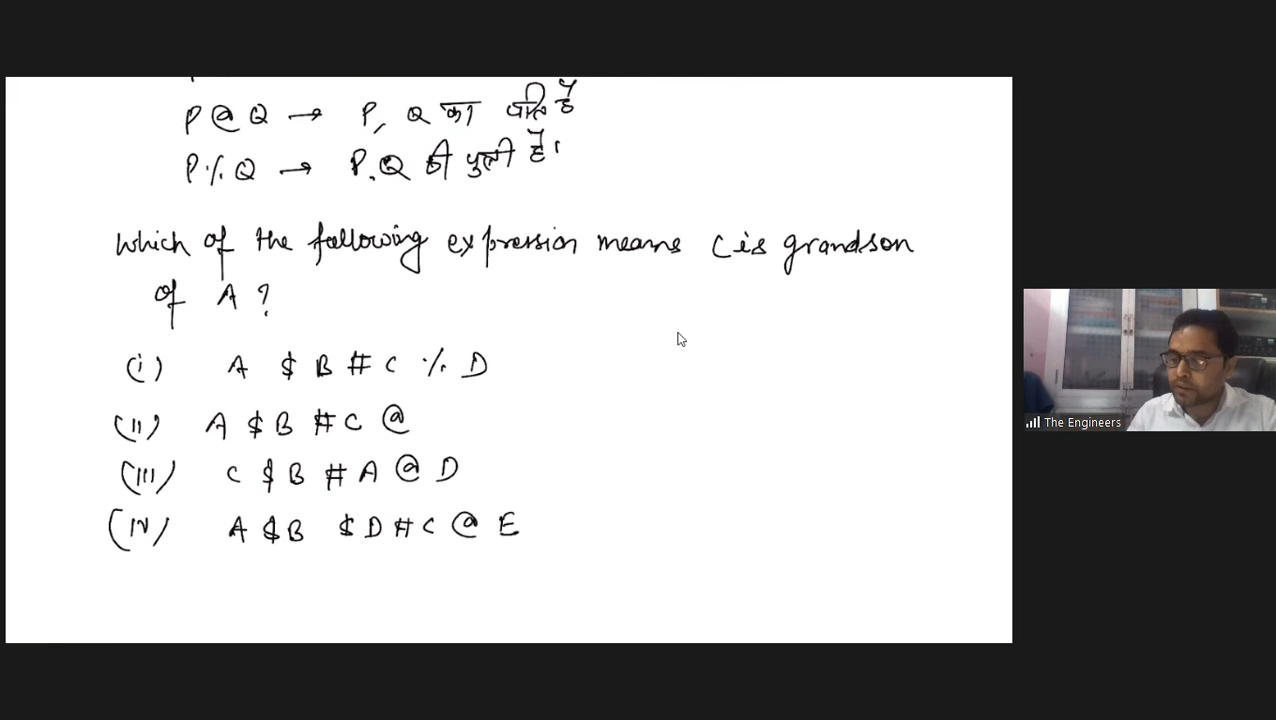 P @ Q → P, Q का पति है
P % Q → P, Q की पुत्री है।
Which of the following expression means C is grandson
of A ?
(i) A $ B # C % D
(ii) A $ B # C @
(iii) C $ B # A @ D
(iv) A $ B $ D # C @ E
The Engineers